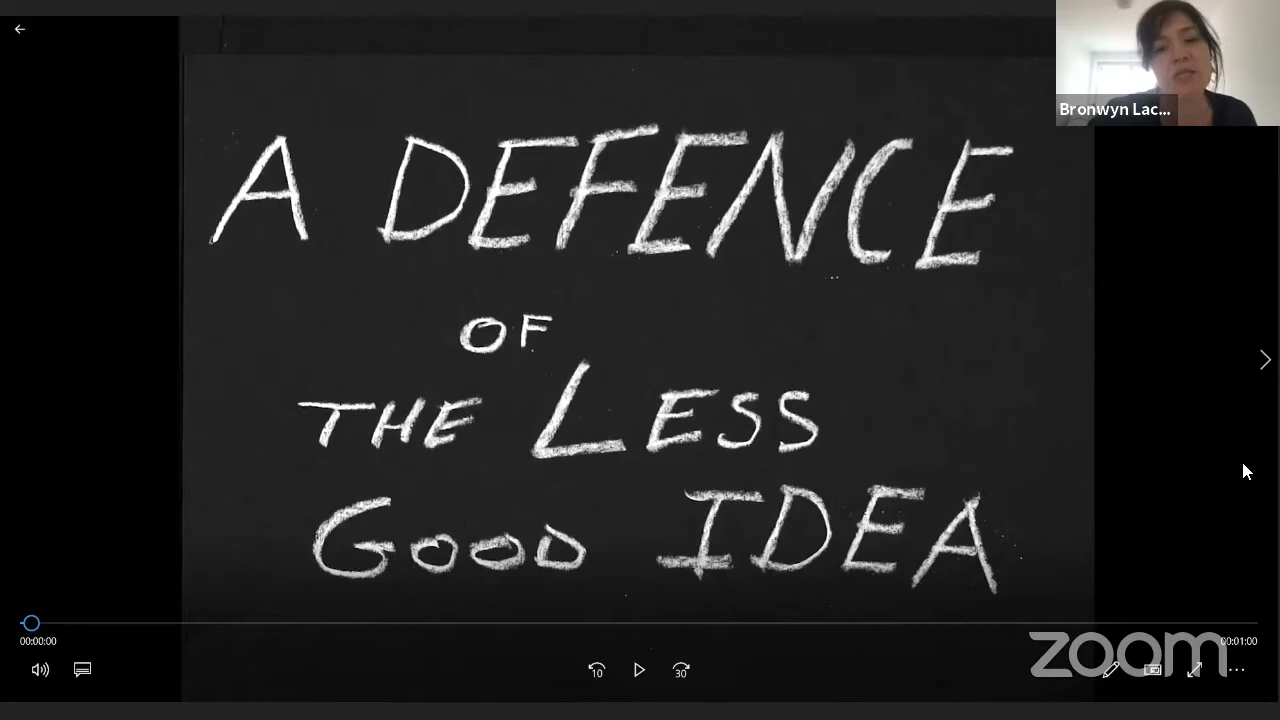 Bronwyn Lac...
A DEFENCE
OF
THE LESS
GOOD IDEA
00:00:00
00:01:00
10
30
zoom